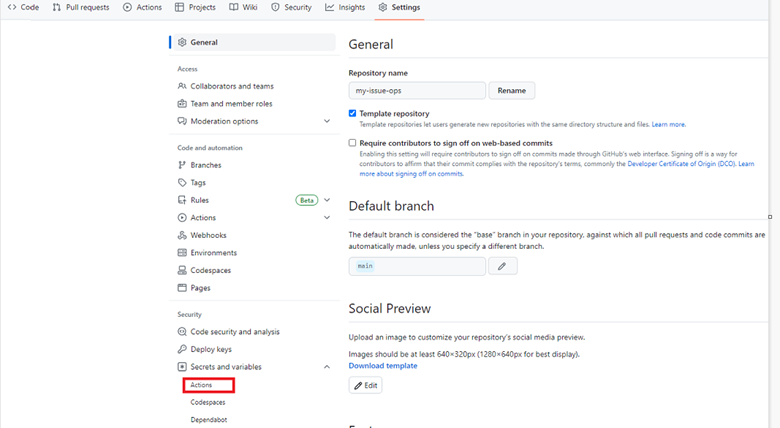 Code Pull requests Actions Projects Wiki Security Insights Settings
General
Access
Collaborators and teams
Team and member roles
Moderation options
Code and automation
Branches
Tags
Rules Beta
Actions
Webhooks
Environments
Codespaces
Pages
Security
Code security and analysis
Deploy keys
Secrets and variables
Actions
Codespaces
Dependabot
General
Repository name
my-issue-ops Rename
Template repository
Template repositories let users generate new repositories with the same directory structure and files. Learn more.
Require contributors to sign off on web-based commits
Enabling this setting will require contributors to sign off on commits made through GitHub's web interface. Signing off is a way for
contributors to affirm that their commit complies with the repository's terms, commonly the Developer Certificate of Origin (DCO). Learn
more about signing off on commits.
Default branch
The default branch is considered the "base" branch in your repository, against which all pull requests and code commits are
automatically made, unless you specify a different branch.
main
Social Preview
Upload an image to customize your repository's social media preview.
Images should be at least 640×320px (1280×640px for best display).
Download template
Edit